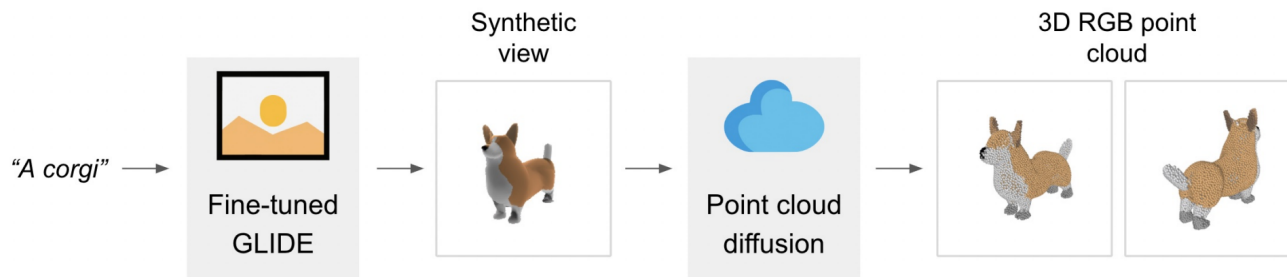 “A corgi”
Fine-tuned
GLIDE
Synthetic
view
Point cloud
diffusion
3D RGB point
cloud